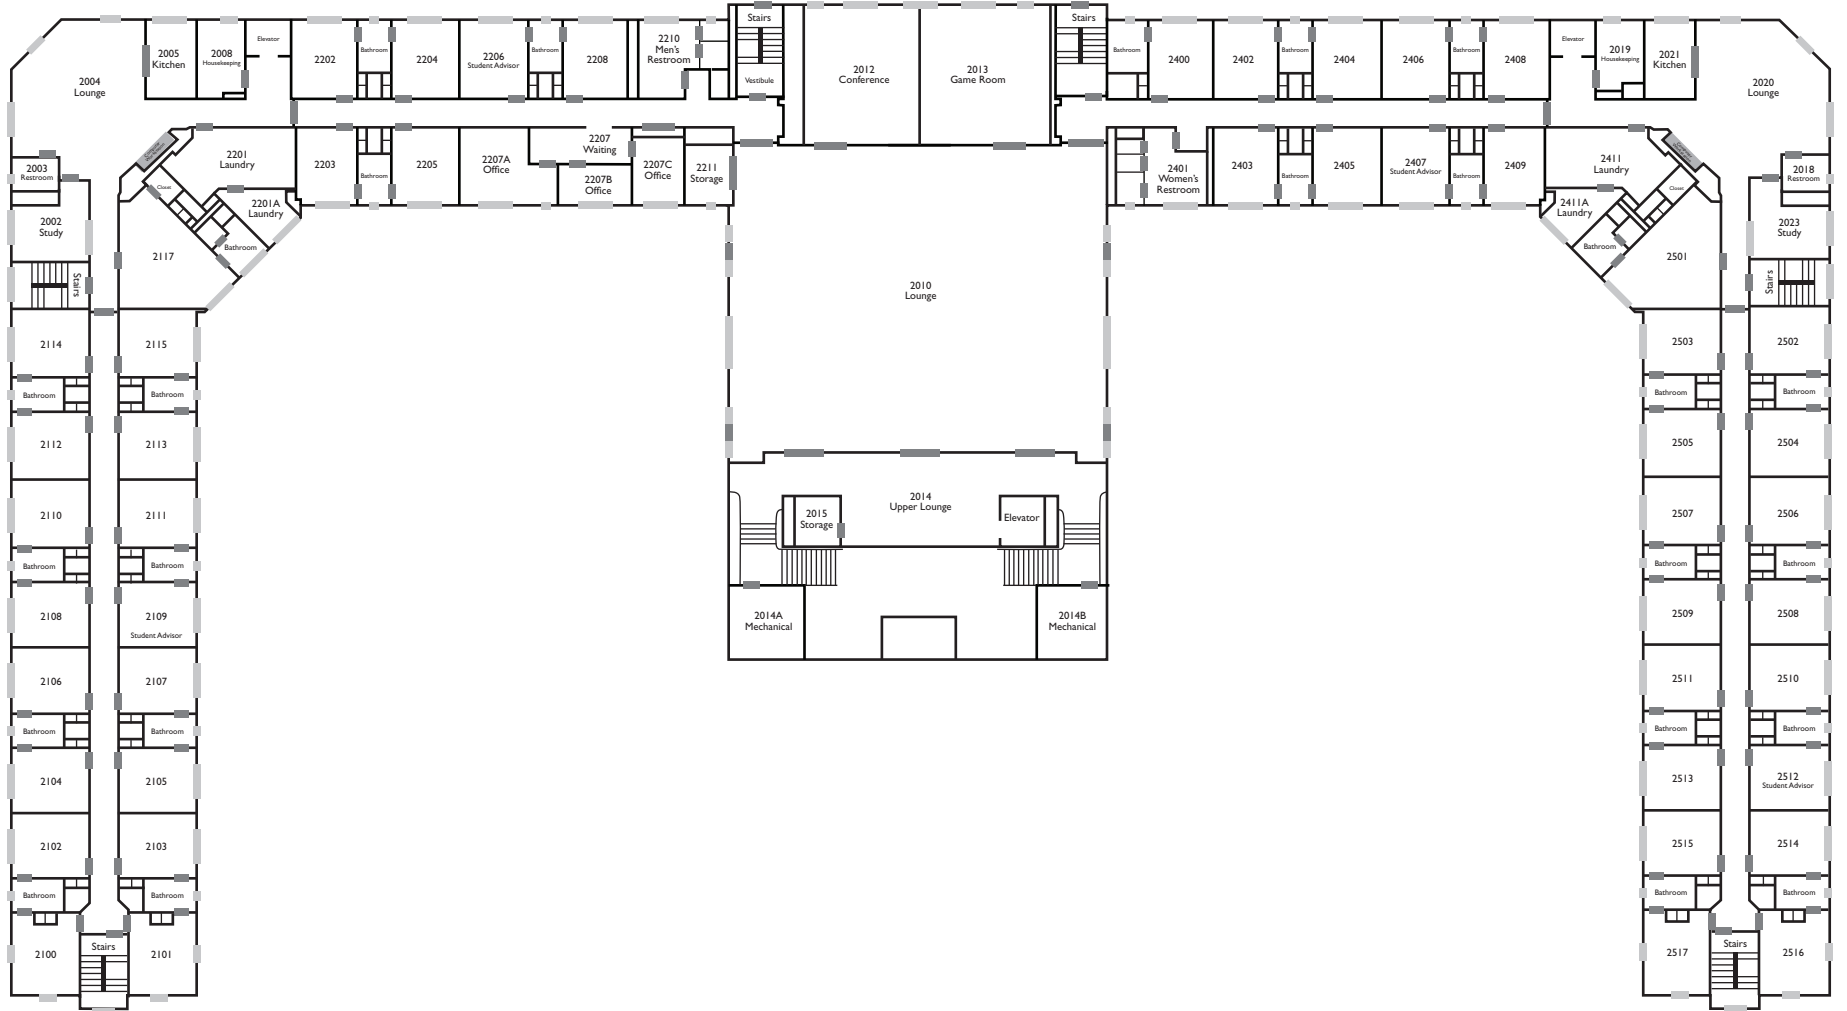 Stairs
Stairs
2005
Kitchen
2008
Housekeeping
Elevator
2202
Bathroom
2204
2206
Student Advisor
Bathroom
2208
2210
Men's
Restroom
Vestibule
2012
Conference
2013
Game Room
Bathroom
2400
2402
Bathroom
2404
2406
Bathroom
2408
Elevator
2019
Housekeeping
2021
Kitchen
2004
Lounge
2020
Lounge
2003
Restroom
2201
Laundry
2203
Bathroom
2205
2207A
Office
2207
Waiting
2207B
Office
2207C
Office
2211
Storage
2401
Women's
Restroom
2403
Bathroom
2405
2407
Student Advisor
Bathroom
2409
2411
Laundry
2018
Restroom
Closet
2201A
Laundry
Bathroom
2411A
Laundry
Closet
Bathroom
2002
Study
2023
Study
2117
2501
Stairs
Stairs
2010
Lounge
2114
2115
2503
2502
Bathroom
Bathroom
Bathroom
Bathroom
2112
2113
2505
2504
2110
2111
2507
2506
2014
Upper Lounge
2015
Storage
Elevator
Bathroom
Bathroom
Bathroom
Bathroom
2108
2109
Student Advisor
2509
2508
2014A
Mechanical
2014B
Mechanical
2106
2107
2511
2510
Bathroom
Bathroom
Bathroom
Bathroom
2104
2105
2513
2512
Student Advisor
2102
2103
2515
2514
Bathroom
Bathroom
Bathroom
Bathroom
2100
Stairs
2101
2517
Stairs
2516